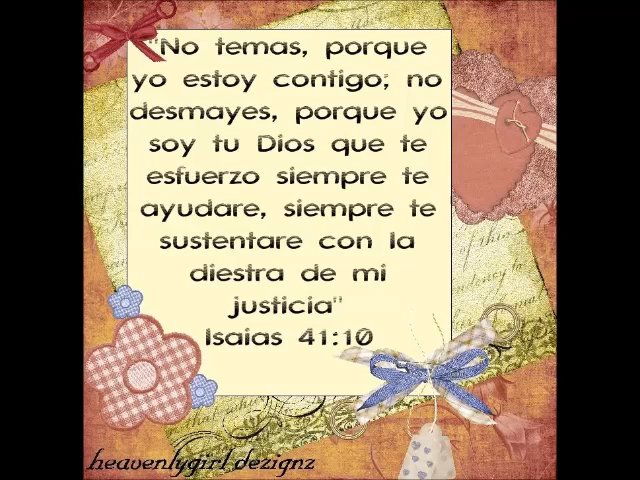 "No temas, porque
yo estoy contigo; no
desmayes, porque yo
soy tu Dios que te
esfuerzo siempre te
ayudare, siempre te
sustentare con la
diestra de mi
justicia"
Isaias 41:10
heavenlygirl dezignz